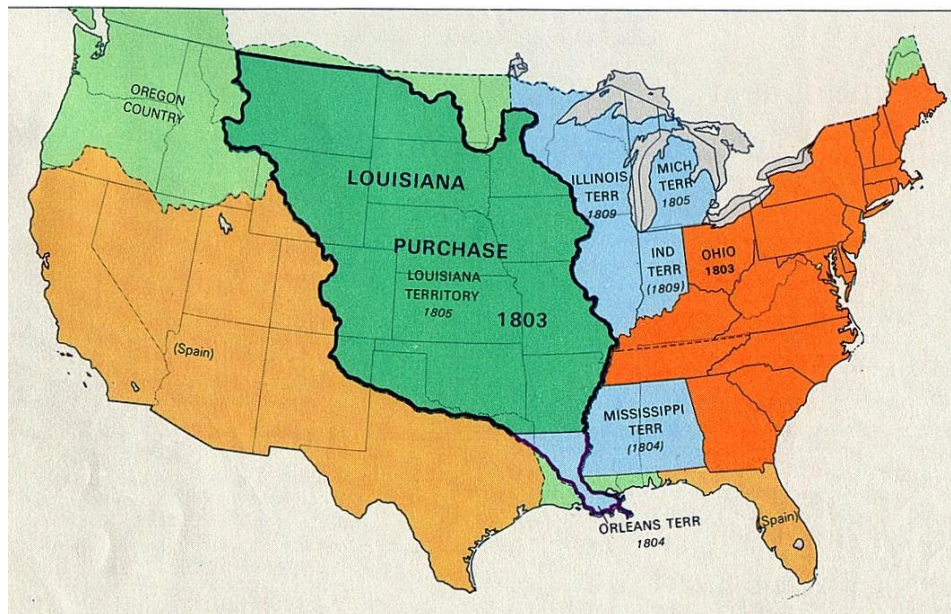 OREGON
COUNTRY
LOUISIANA
PURCHASE
LOUISIANA
TERRITORY
1805
1803
ILLINOIS
TERR
1809
MICH
TERR
1805
IND
TERR
(1809)
OHIO
1803
(Spain)
MISSISSIPPI
TERR
(1804)
ORLEANS TERR
1804
(Spain)